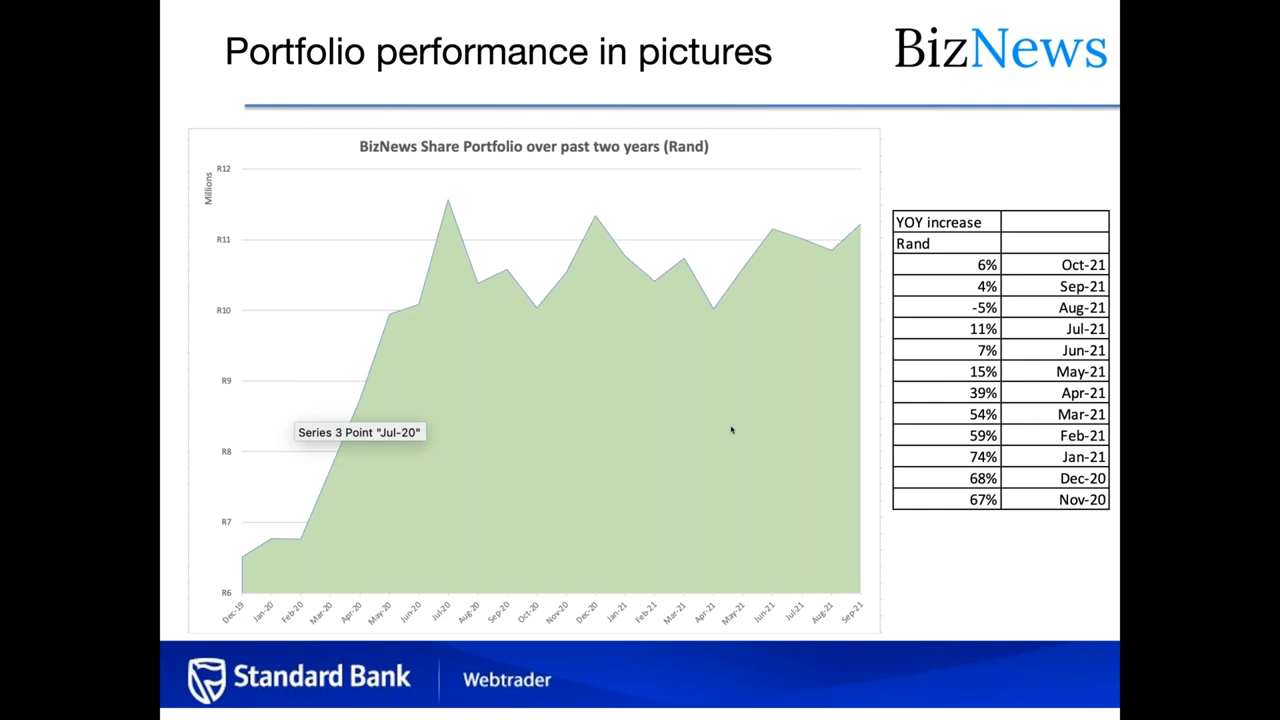 Portfolio performance in pictures
BizNews
BizNews Share Portfolio over past two years (Rand)
Millions
R12
R11
R10
R9
R8
R7
R6
Series 3 Point "Jul-20"
Dec-19 Jan-20 Feb-20 Mar-20 Apr-20 May-20 Jun-20 Jul-20 Aug-20 Sep-20 Oct-20 Nov-20 Dec-20 Jan-21 Feb-21 Mar-21 Apr-21 May-21 Jun-21 Jul-21 Aug-21 Sep-21
YOY increase
Rand
6% Oct-21
4% Sep-21
-5% Aug-21
11% Jul-21
7% Jun-21
15% May-21
39% Apr-21
54% Mar-21
59% Feb-21
74% Jan-21
68% Dec-20
67% Nov-20
Standard Bank Webtrader